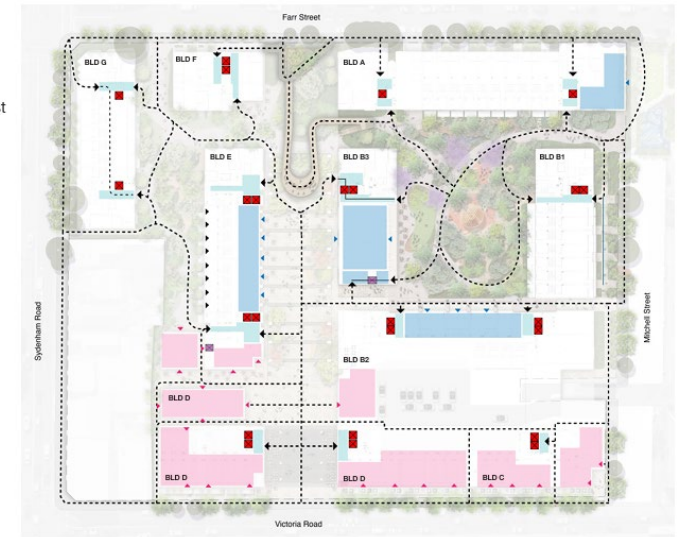 Farr Street
BLD G
BLD F
BLD A
st
BLD E
BLD B3
BLD B1
Sydenham Road
Mitchell Street
BLD B2
BLD D
BLD D
BLD D
BLD C
Victoria Road